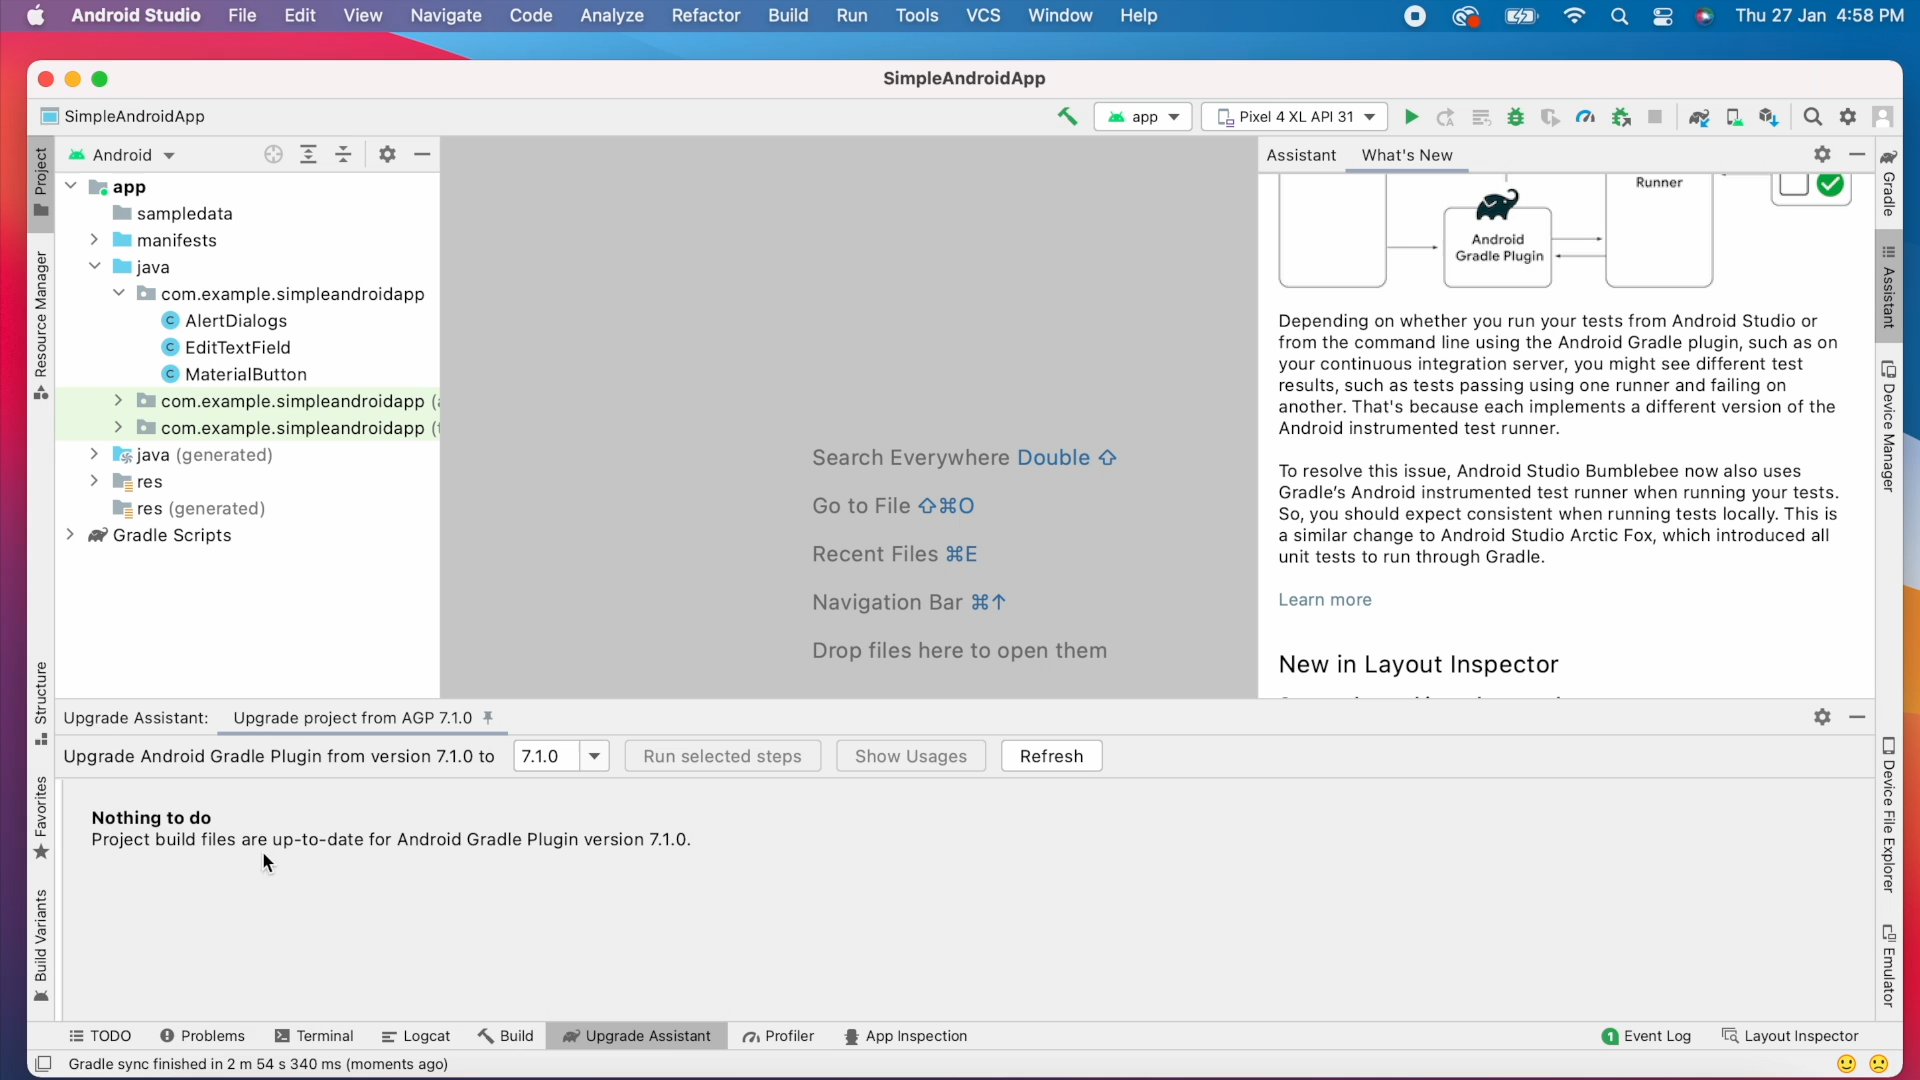 Android Studio File Edit View Navigate Code Analyze Refactor Build Run Tools VCS Window Help Thu 27 Jan 4:58 PM
SimpleAndroidApp
SimpleAndroidApp app Pixel 4 XL API 31
Project
Resource Manager
Structure
Favorites
Build Variants
Android
app
sampledata
manifests
java
com.example.simpleandroidapp
AlertDialogs
EditTextField
MaterialButton
com.example.simpleandroidapp
com.example.simpleandroidapp
java (generated)
res
res (generated)
Gradle Scripts
Search Everywhere Double ⇧
Go to File ⇧⌘O
Recent Files ⌘E
Navigation Bar ⌘↑
Drop files here to open them
Assistant What's New
Runner
Android
Gradle Plugin
Depending on whether you run your tests from Android Studio or
from the command line using the Android Gradle plugin, such as on
your continuous integration server, you might see different test
results, such as tests passing using one runner and failing on
another. That's because each implements a different version of the
Android instrumented test runner.
To resolve this issue, Android Studio Bumblebee now also uses
Gradle's Android instrumented test runner when running your tests.
So, you should expect consistent when running tests locally. This is
a similar change to Android Studio Arctic Fox, which introduced all
unit tests to run through Gradle.
Learn more
New in Layout Inspector
Gradle
Assistant
Device Manager
Device File Explorer
Emulator
Upgrade Assistant: Upgrade project from AGP 7.1.0
Upgrade Android Gradle Plugin from version 7.1.0 to 7.1.0 Run selected steps Show Usages Refresh
Nothing to do
Project build files are up-to-date for Android Gradle Plugin version 7.1.0.
TODO Problems Terminal Logcat Build Upgrade Assistant Profiler App Inspection 1 Event Log Layout Inspector
Gradle sync finished in 2 m 54 s 340 ms (moments ago)